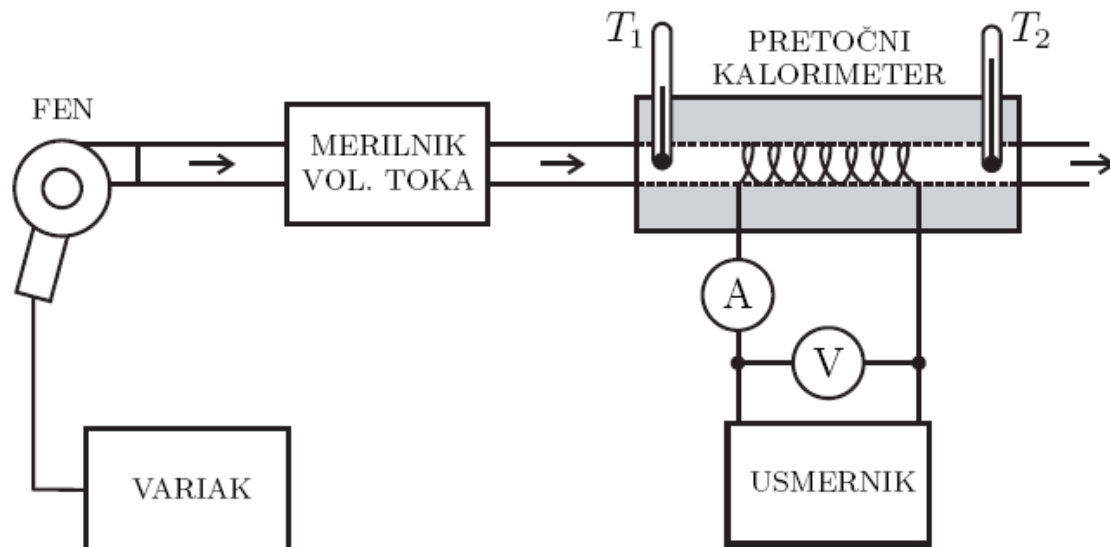 T₁
PRETOČNI
KALORIMETER
T₂
FEN
MERILNIK
VOL. TOKA
A
V
VARIAK
USMERNIK